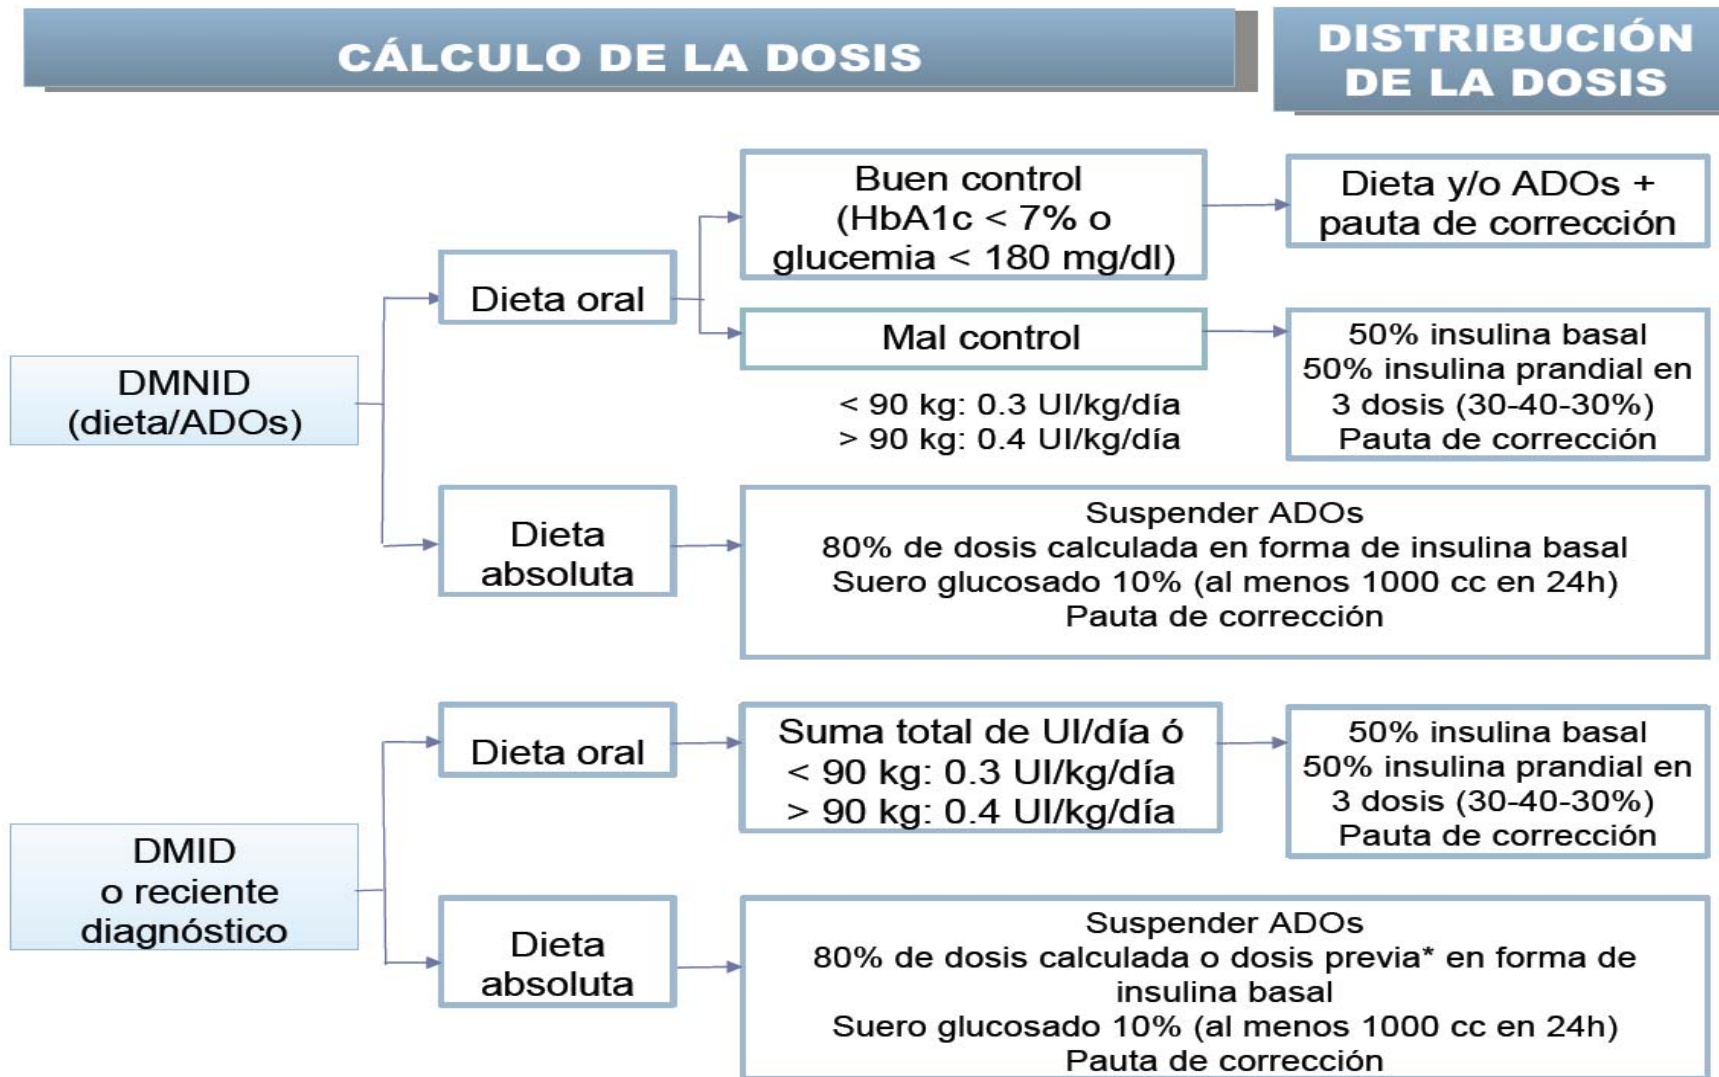 CÁLCULO DE LA DOSIS
DISTRIBUCIÓN
DE LA DOSIS
DMNID
(dieta/ADOs)
Dieta oral
Buen control
(HbA1c < 7% o
glucemia < 180 mg/dl)
Dieta y/o ADOs +
pauta de corrección
Mal control
< 90 kg: 0.3 UI/kg/día
> 90 kg: 0.4 UI/kg/día
50% insulina basal
50% insulina prandial en
3 dosis (30-40-30%)
Pauta de corrección
Dieta
absoluta
Suspender ADOs
80% de dosis calculada en forma de insulina basal
Suero glucosado 10% (al menos 1000 cc en 24h)
Pauta de corrección
DMID
o reciente
diagnóstico
Dieta oral
Suma total de UI/día ó
< 90 kg: 0.3 UI/kg/día
> 90 kg: 0.4 UI/kg/día
50% insulina basal
50% insulina prandial en
3 dosis (30-40-30%)
Pauta de corrección
Dieta
absoluta
Suspender ADOs
80% de dosis calculada o dosis previa* en forma de
insulina basal
Suero glucosado 10% (al menos 1000 cc en 24h)
Pauta de corrección